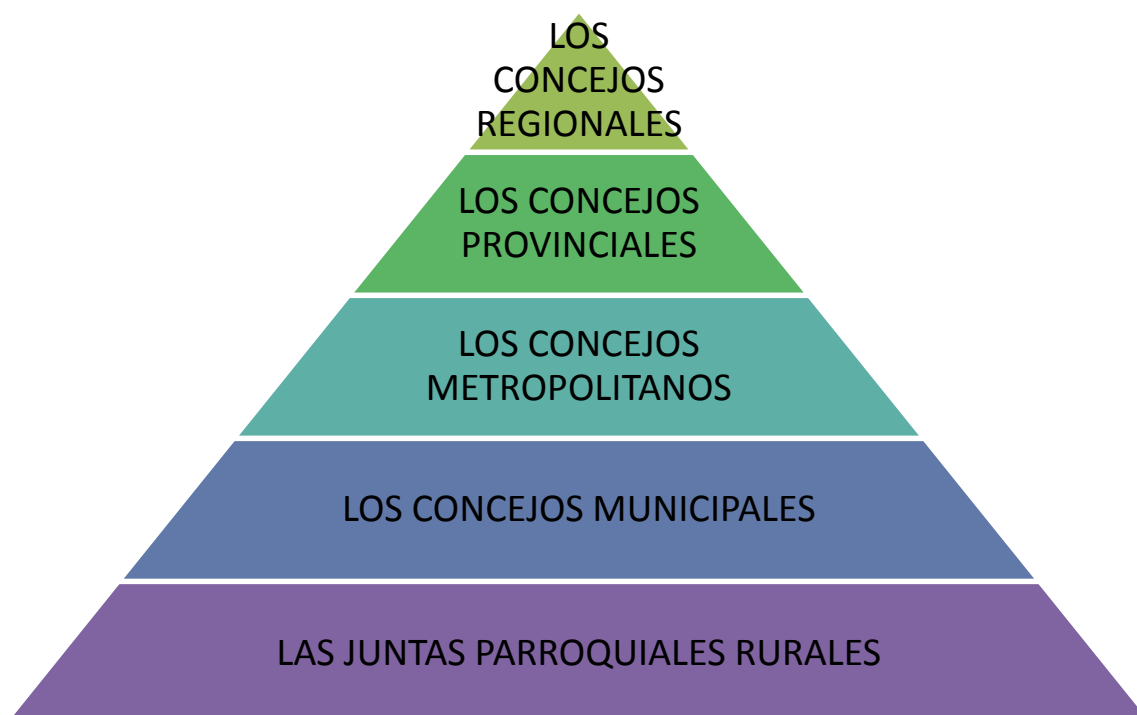 LOS
CONCEJOS
REGIONALES
LOS CONCEJOS
PROVINCIALES
LOS CONCEJOS
METROPOLITANOS
LOS CONCEJOS MUNICIPALES
LAS JUNTAS PARROQUIALES RURALES